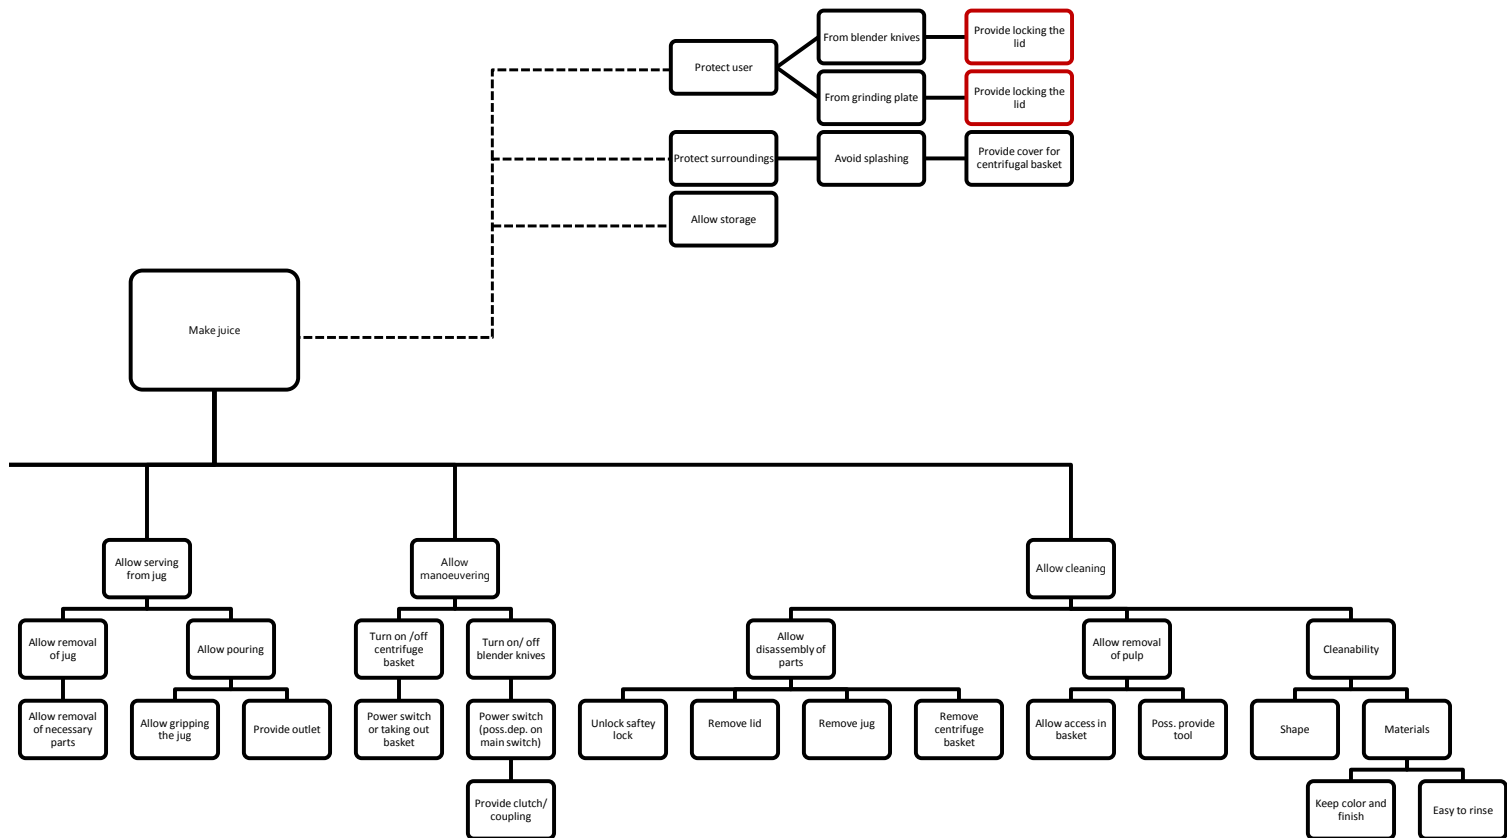 From blender knives
Provide locking the
lid
Protect user
From grinding plate
Provide locking the
lid
Protect surroundings
Avoid splashing
Provide cover for
centrifugal basket
Allow storage
Make juice
Allow serving
from jug
Allow
manoeuvering
Allow cleaning
Allow removal
of jug
Allow pouring
Turn on /off
centrifuge
basket
Turn on/ off
blender knives
Allow
disassembly of
parts
Allow removal
of pulp
Cleanability
Allow removal
of necessary
parts
Allow gripping
the jug
Provide outlet
Power switch
or taking out
basket
Power switch
(poss.dep. on
main switch)
Unlock saftey
lock
Remove lid
Remove jug
Remove
centrifuge
basket
Allow access in
basket
Poss. provide
tool
Shape
Materials
Provide clutch/
coupling
Keep color and
finish
Easy to rinse